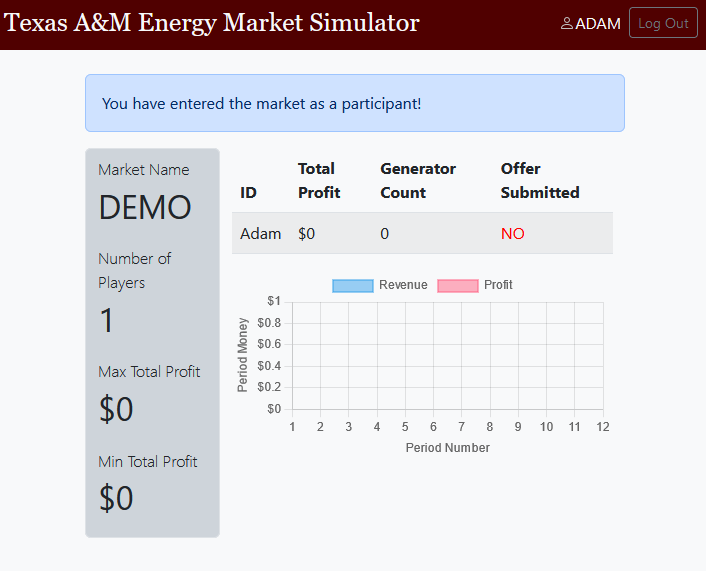 Texas A&M Energy Market Simulator
ADAM
Log Out
You have entered the market as a participant!
Market Name
DEMO
Number of
Players
1
Max Total Profit
$0
Min Total Profit
$0
ID Total Profit Generator Count Offer Submitted
Adam $0 0 NO
Revenue Profit
Period Money
$1
$0.8
$0.6
$0.4
$0.2
$0
1 2 3 4 5 6 7 8 9 10 11 12
Period Number